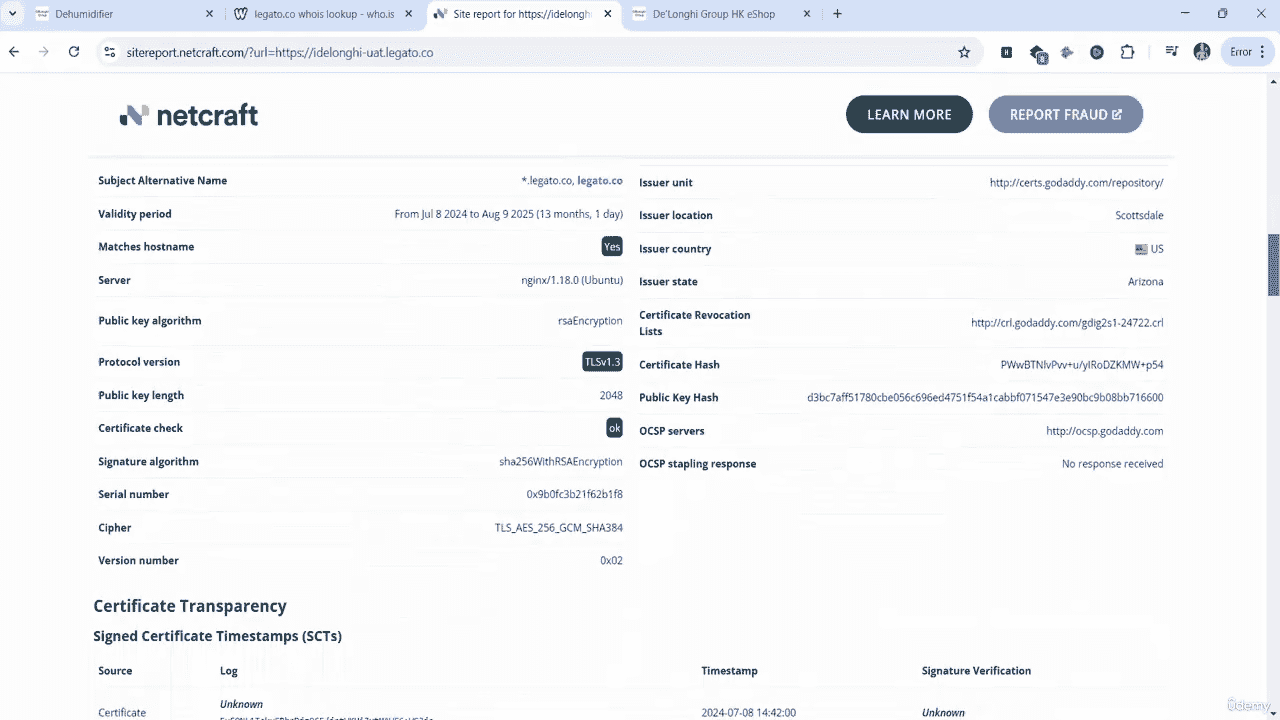 Dehumidifier
legato.co whois lookup - who.is
Site report for https://idelongh
De'Longhi Group HK eShop
sitereport.netcraft.com/?url=https://idelonghi-uat.legato.co
Error
netcraft
LEARN MORE
REPORT FRAUD
Subject Alternative Name
*.legato.co, legato.co
Validity period
From Jul 8 2024 to Aug 9 2025 (13 months, 1 day)
Matches hostname
Yes
Server
nginx/1.18.0 (Ubuntu)
Public key algorithm
rsaEncryption
Protocol version
TLSv1.3
Public key length
2048
Certificate check
ok
Signature algorithm
sha256WithRSAEncryption
Serial number
0x9b0fc3b21f62b1f8
Cipher
TLS_AES_256_GCM_SHA384
Version number
0x02
Issuer unit
http://certs.godaddy.com/repository/
Issuer location
Scottsdale
Issuer country
US
Issuer state
Arizona
Certificate Revocation
Lists
http://crl.godaddy.com/gdig2s1-24722.crl
Certificate Hash
PWwBTNlvPvv+u/yIRoDZKMW+p54
Public Key Hash
d3bc7aff51780cbe056c696ed4751f54a1cabbf071547e3e90bc9b08bb716600
OCSP servers
http://ocsp.godaddy.com
OCSP stapling response
No response received
Certificate Transparency
Signed Certificate Timestamps (SCTs)
Source
Log
Timestamp
Signature Verification
Certificate
Unknown
2024-07-08 14:42:00
Unknown
Udemy